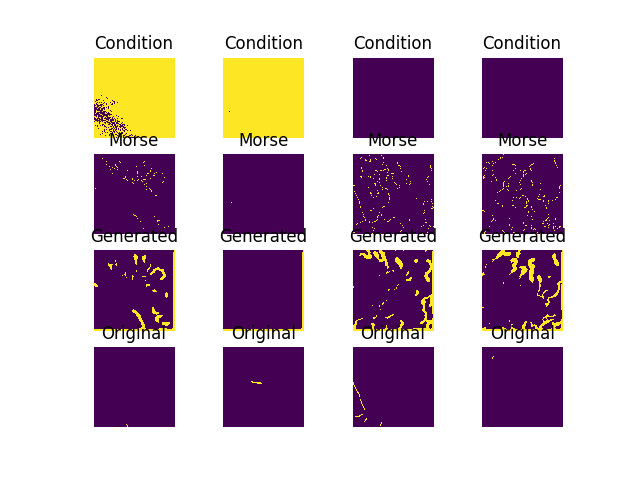 Condition Condition Condition Condition
Morse Morse Morse Morse
Generated Generated Generated Generated
Original Original Original Original